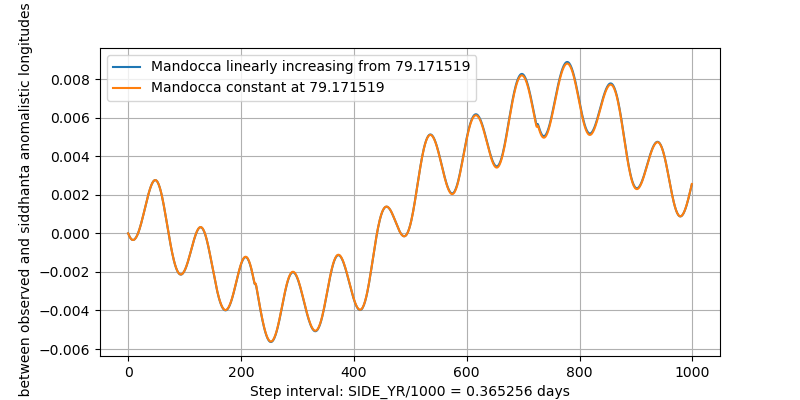 between observed and siddhanta anomalistic longitudes
Mandocca linearly increasing from 79.171519
Mandocca constant at 79.171519
0.008
0.006
0.004
0.002
0.000
−0.002
−0.004
−0.006
0 200 400 600 800 1000
Step interval: SIDE_YR/1000 = 0.365256 days